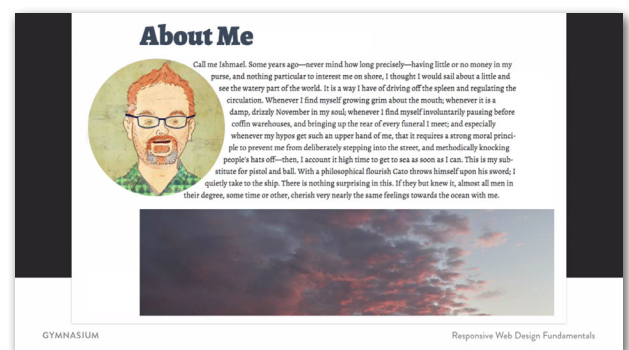 About Me
Call me Ishmael. Some years ago—never mind how long precisely—having little or no money in my
purse, and nothing particular to interest me on shore, I thought I would sail about a little and
see the watery part of the world. It is a way I have of driving off the spleen and regulating the
circulation. Whenever I find myself growing grim about the mouth; whenever it is a
damp, drizzly November in my soul; whenever I find myself involuntarily pausing before
coffin warehouses, and bringing up the rear of every funeral I meet; and especially
whenever my hypos get such an upper hand of me, that it requires a strong moral princi-
ple to prevent me from deliberately stepping into the street, and methodically knocking
people's hats off—then, I account it high time to get to sea as soon as I can. This is my sub-
stitute for pistol and ball. With a philosophical flourish Cato throws himself upon his sword; I
quietly take to the ship. There is nothing surprising in this. If they but knew it, almost all men in
their degree, some time or other, cherish very nearly the same feelings towards the ocean with me.
GYMNASIUM
Responsive Web Design Fundamentals